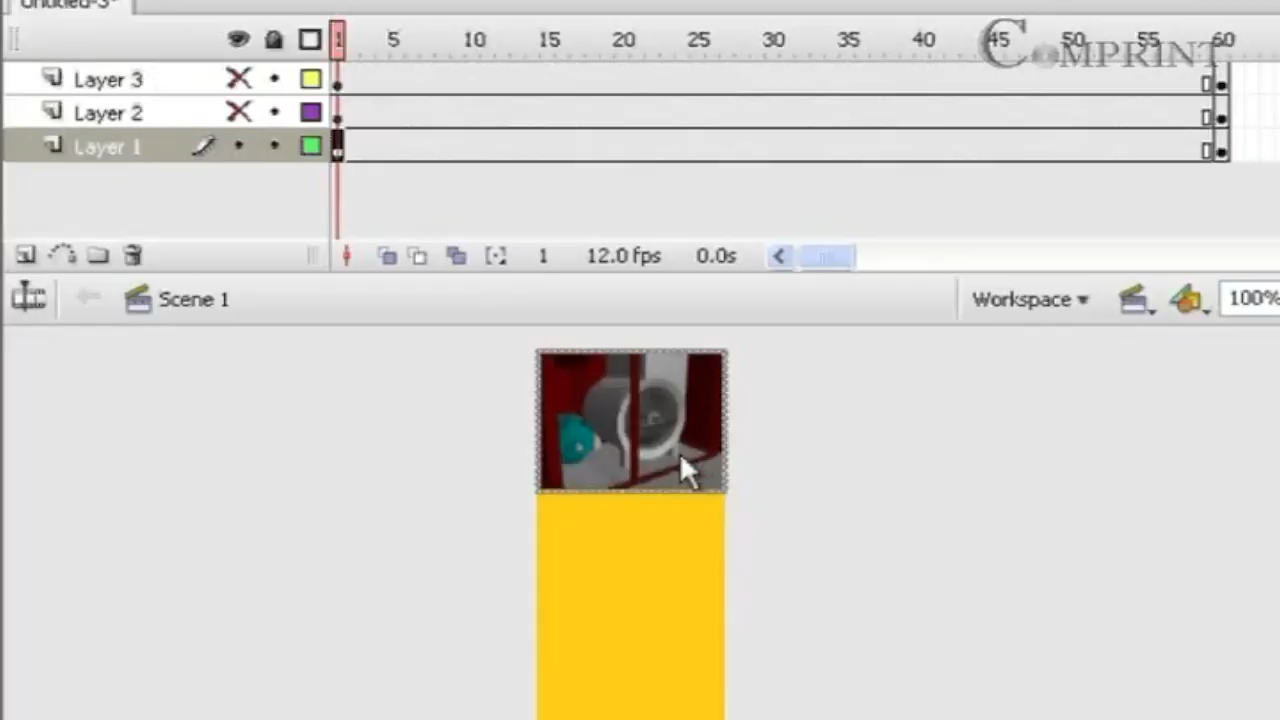 Untitled-3*
1 5 10 15 20 25 30 35 40 45 50 55 60
COMPRINT
Layer 3
Layer 2
Layer 1
1 12.0 fps 0.0s
Scene 1 Workspace 100%